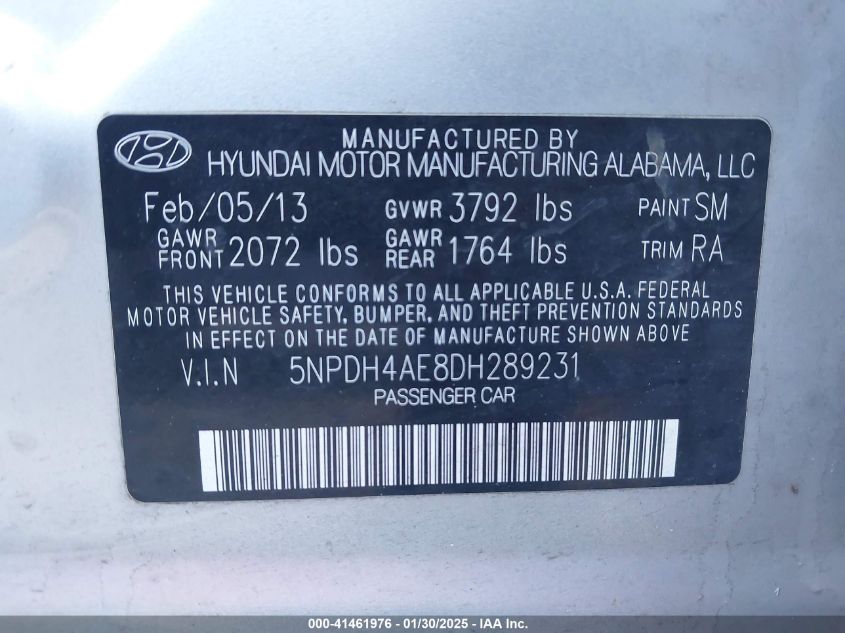 MANUFACTURED BY
HYUNDAI MOTOR MANUFACTURING ALABAMA, LLC
Feb/05/13 GVWR 3792 lbs PAINT SM
GAWR FRONT 2072 lbs GAWR REAR 1764 lbs TRIM RA
THIS VEHICLE CONFORMS TO ALL APPLICABLE U.S.A. FEDERAL
MOTOR VEHICLE SAFETY, BUMPER, AND THEFT PREVENTION STANDARDS
IN EFFECT ON THE DATE OF MANUFACTURE SHOWN ABOVE.
V.I.N 5NPDH4AE8DH289231
PASSENGER CAR
000-41461976 - 01/30/2025 - IAA Inc.